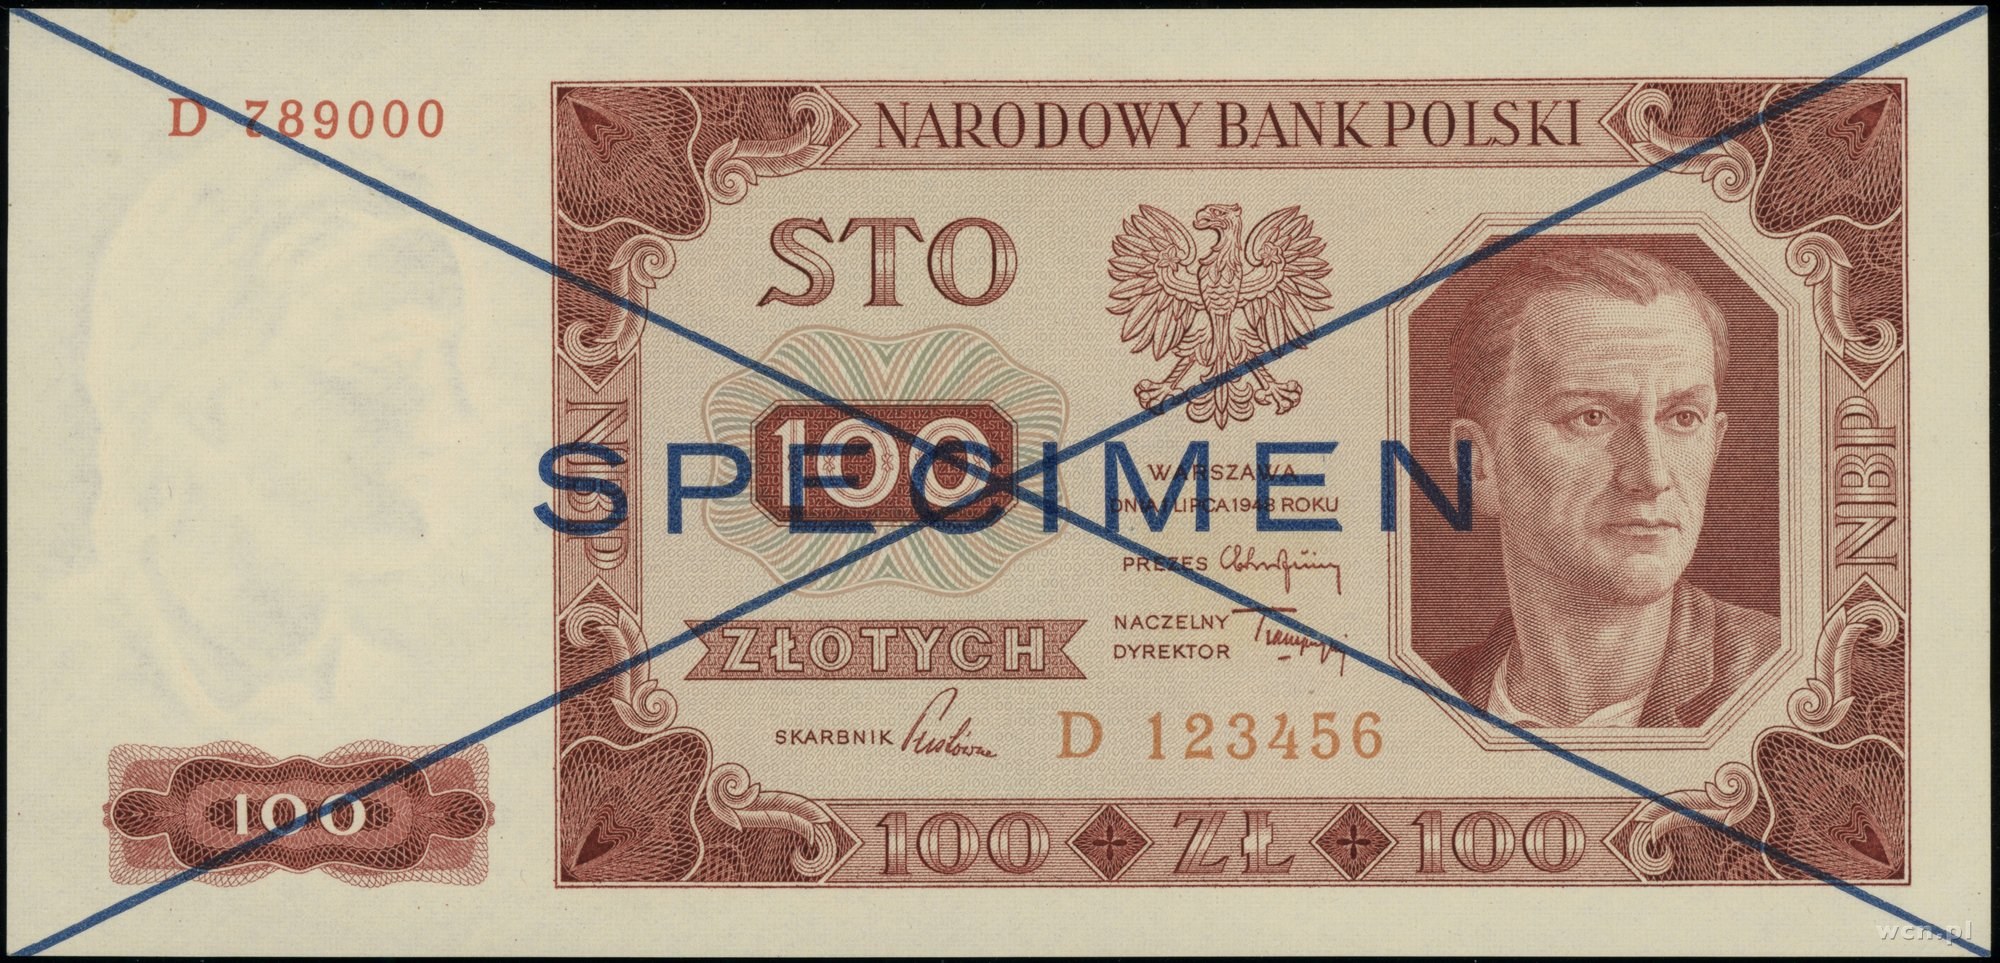 D 789000
NARODOWY BANK POLSKI
STO
100
NBP
NBP
SPECIMEN
WARSZAWA
DNIA 1 LIPCA 1948 ROKU
PREZES
NACZELNY
DYREKTOR
ZŁOTYCH
SKARBNIK
D 123456
100
100 ZŁ 100
wcn.pl